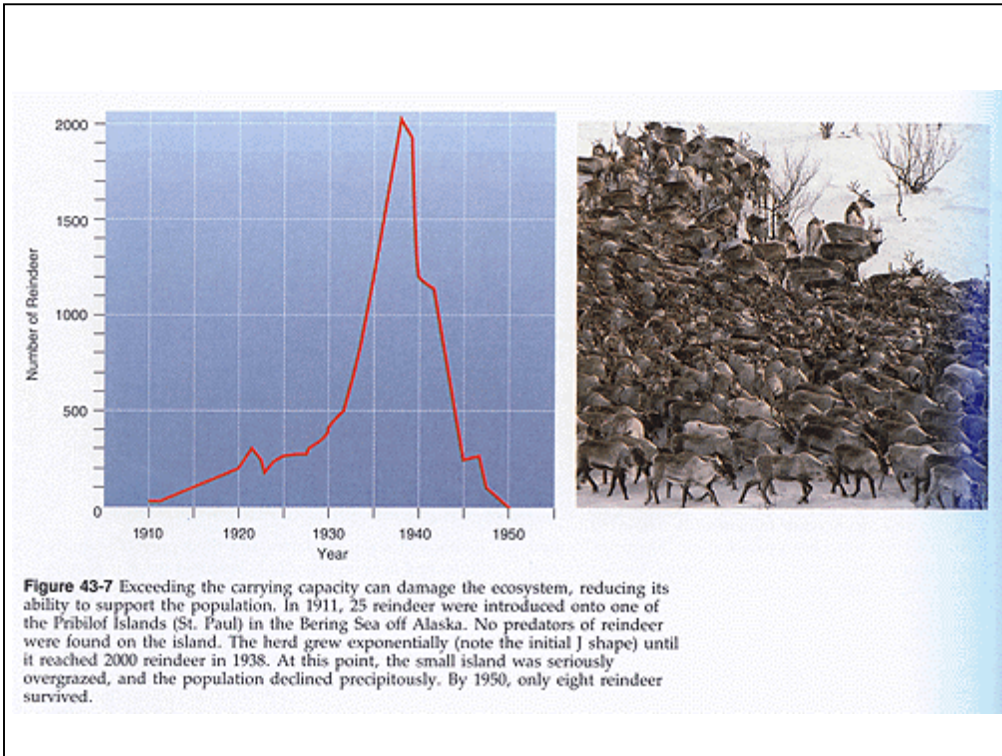 2000
1500
1000
500
0
Number of Reindeer
1910 1920 1930 1940 1950
Year
Figure 43-7 Exceeding the carrying capacity can damage the ecosystem, reducing its
ability to support the population. In 1911, 25 reindeer were introduced onto one of
the Pribilof Islands (St. Paul) in the Bering Sea off Alaska. No predators of reindeer
were found on the island. The herd grew exponentially (note the initial J shape) until
it reached 2000 reindeer in 1938. At this point, the small island was seriously
overgrazed, and the population declined precipitously. By 1950, only eight reindeer
survived.